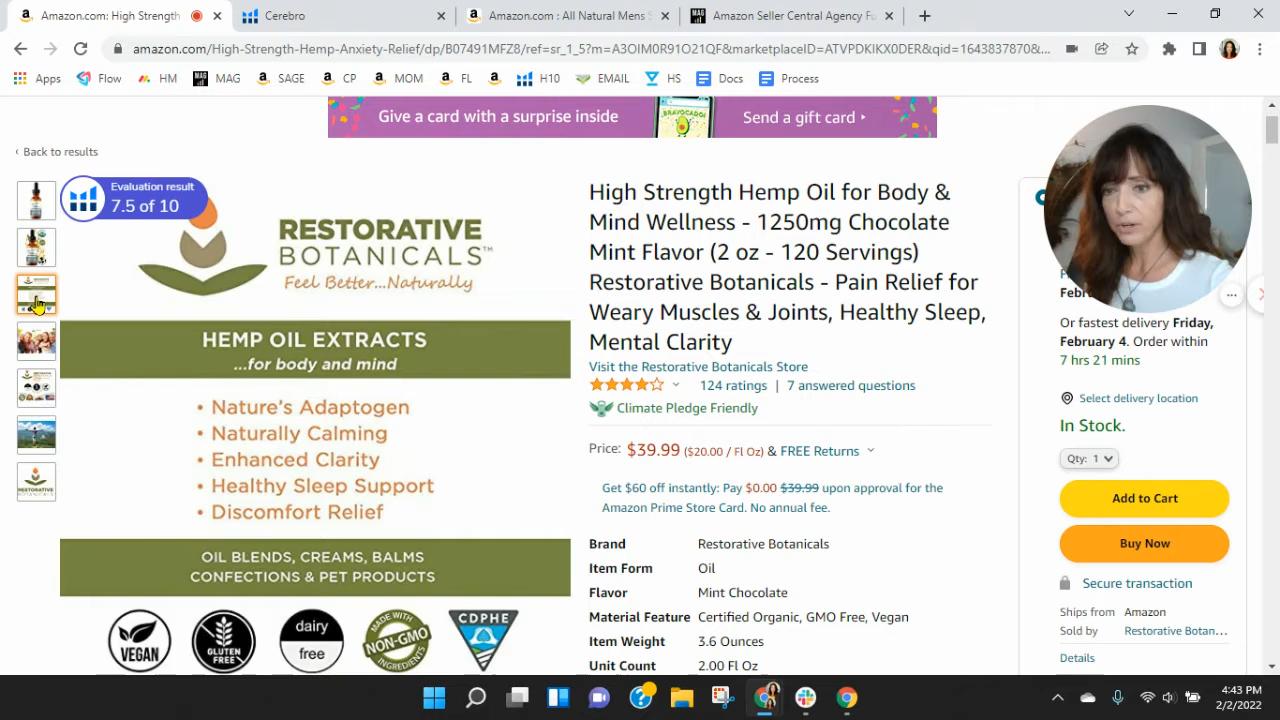 Amazon.com: High Strength
Cerebro
Amazon.com : All Natural Mens S
Amazon Seller Central Agency Fu
amazon.com/High-Strength-Hemp-Anxiety-Relief/dp/B07491MFZ8/ref=sr_1_5?m=A3OIM0R91O21QF&marketplaceID=ATVPDKIKX0DER&qid=1643837870&...
Apps Flow HM MAG SAGE CP MOM FL H10 EMAIL HS Docs Process
Give a card with a surprise inside
BRAVOCADO!
Send a gift card
Back to results
Evaluation result
7.5 of 10
RESTORATIVE
BOTANICALS™
Feel Better...Naturally
HEMP OIL EXTRACTS
...for body and mind
• Nature's Adaptogen
• Naturally Calming
• Enhanced Clarity
• Healthy Sleep Support
• Discomfort Relief
OIL BLENDS, CREAMS, BALMS
CONFECTIONS & PET PRODUCTS
VEGAN
GLUTEN FREE
dairy
free
MADE WITH
NON-GMO
INGREDIENTS
CDPHE
High Strength Hemp Oil for Body &
Mind Wellness - 1250mg Chocolate
Mint Flavor (2 oz - 120 Servings)
Restorative Botanicals - Pain Relief for
Weary Muscles & Joints, Healthy Sleep,
Mental Clarity
Visit the Restorative Botanicals Store
124 ratings | 7 answered questions
Climate Pledge Friendly
Price: $39.99 ($20.00 / Fl Oz) & FREE Returns
Get $60 off instantly: Pay $0.00 $39.99 upon approval for the
Amazon Prime Store Card. No annual fee.
Brand Restorative Botanicals
Item Form Oil
Flavor Mint Chocolate
Material Feature Certified Organic, GMO Free, Vegan
Item Weight 3.6 Ounces
Unit Count 2.00 Fl Oz
Or fastest delivery Friday,
February 4. Order within
7 hrs 21 mins
Select delivery location
In Stock.
Qty: 1
Add to Cart
Buy Now
Secure transaction
Ships from Amazon
Sold by Restorative Botan...
Details
4:43 PM
2/2/2022